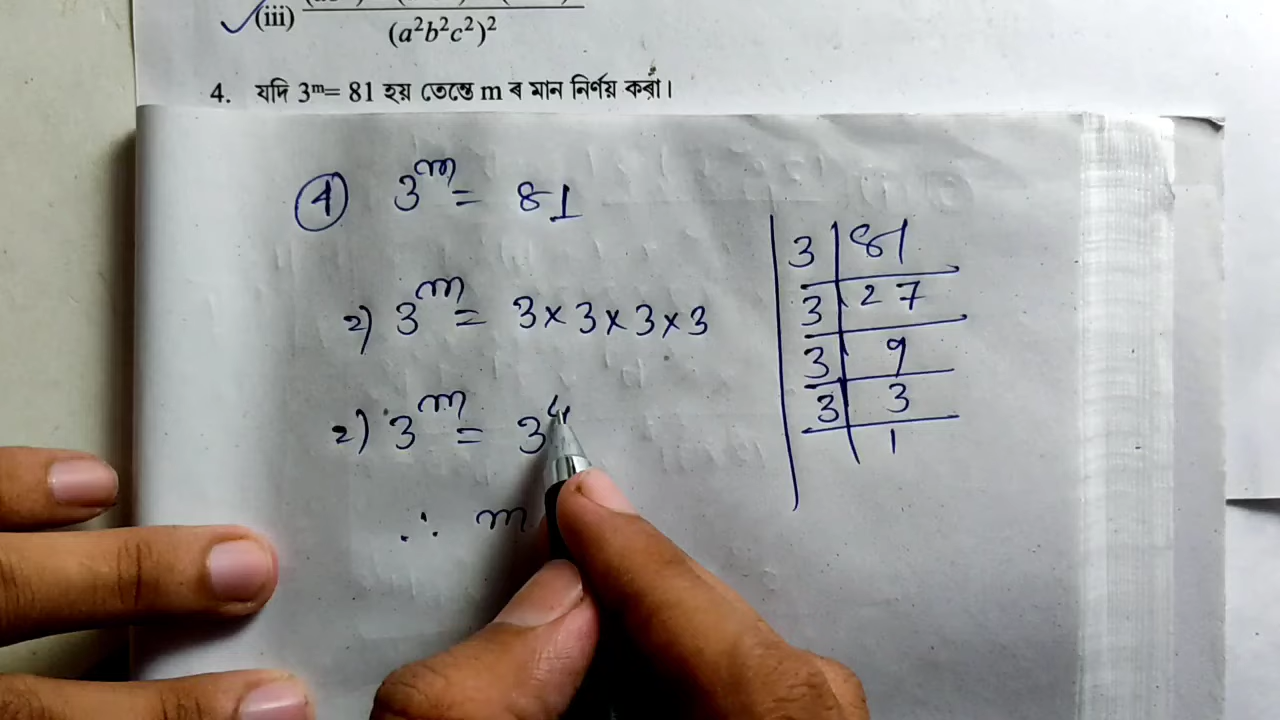 (iii) (a²b²c²)²
4. যদি 3ᵐ= 81 হয় তেন্তে m ৰ মান নিৰ্ণয় কৰা।
④ 3ᵐ = 81
⇒) 3ᵐ = 3 × 3 × 3 × 3
⇒) 3ᵐ = 3⁴
∴ m
3 | 81
3 | 27
3 | 9
3 | 3
| 1